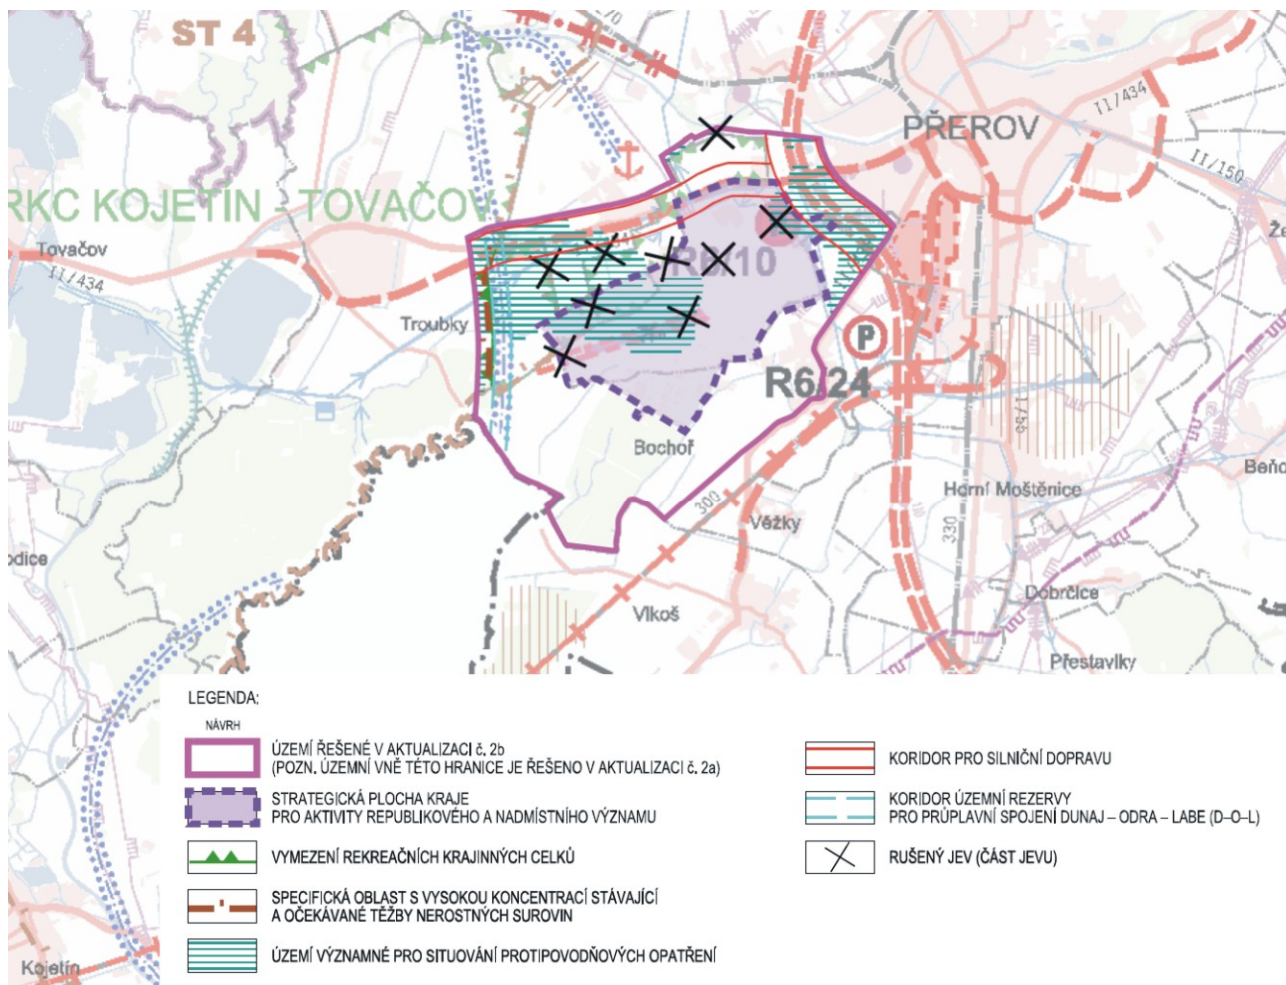 ST 4
270
II/434
PŘEROV
II/150
RKC KOJETÍN - TOVAČOV
Tovačov
II/434
R6/10
Troubky
P
R6/24
I/55
Bochoř
Horní Moštěnice
300
Věžky
330
Dobrčice
Vlkoš
Přestavlky
Kojetín
LEGENDA:
NÁVRH
ÚZEMÍ ŘEŠENÉ V AKTUALIZACI č. 2b
(POZN. ÚZEMNÍ VNĚ TÉTO HRANICE JE ŘEŠENO V AKTUALIZACI č. 2a)
STRATEGICKÁ PLOCHA KRAJE
PRO AKTIVITY REPUBLIKOVÉHO A NADMÍSTNÍHO VÝZNAMU
VYMEZENÍ REKREAČNÍCH KRAJINNÝCH CELKŮ
SPECIFICKÁ OBLAST S VYSOKOU KONCENTRACÍ STÁVAJÍCÍ
A OČEKÁVANÉ TĚŽBY NEROSTNÝCH SUROVIN
ÚZEMÍ VÝZNAMNÉ PRO SITUOVÁNÍ PROTIPOVODŇOVÝCH OPATŘENÍ
KORIDOR PRO SILNIČNÍ DOPRAVU
KORIDOR ÚZEMNÍ REZERVY
PRO PRŮPLAVNÍ SPOJENÍ DUNAJ – ODRA – LABE (D–O–L)
RUŠENÝ JEV (ČÁST JEVU)